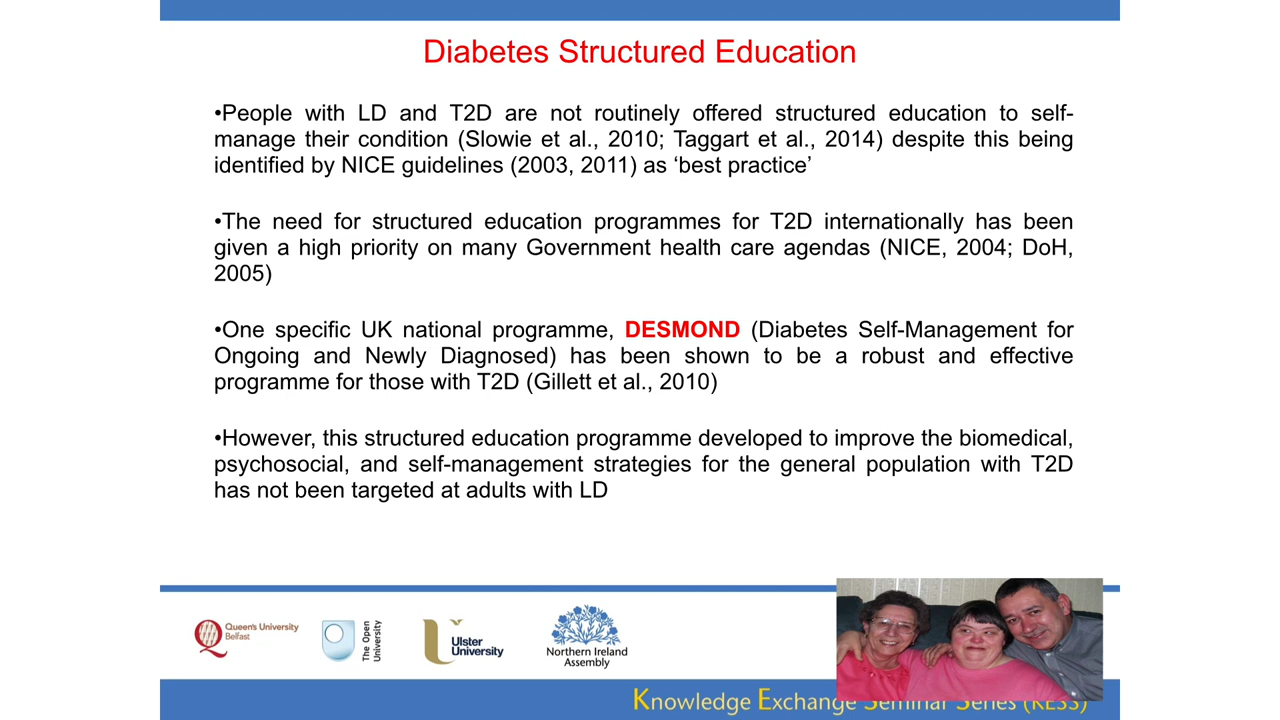 Diabetes Structured Education
•People with LD and T2D are not routinely offered structured education to self-
manage their condition (Slowie et al., 2010; Taggart et al., 2014) despite this being
identified by NICE guidelines (2003, 2011) as ‘best practice’
•The need for structured education programmes for T2D internationally has been
given a high priority on many Government health care agendas (NICE, 2004; DoH,
2005)
•One specific UK national programme, DESMOND (Diabetes Self-Management for
Ongoing and Newly Diagnosed) has been shown to be a robust and effective
programme for those with T2D (Gillett et al., 2010)
•However, this structured education programme developed to improve the biomedical,
psychosocial, and self-management strategies for the general population with T2D
has not been targeted at adults with LD
Queen's University
Belfast
The Open
University
Ulster
University
Northern Ireland
Assembly
Knowledge Exchange Seminar Series (KESS)